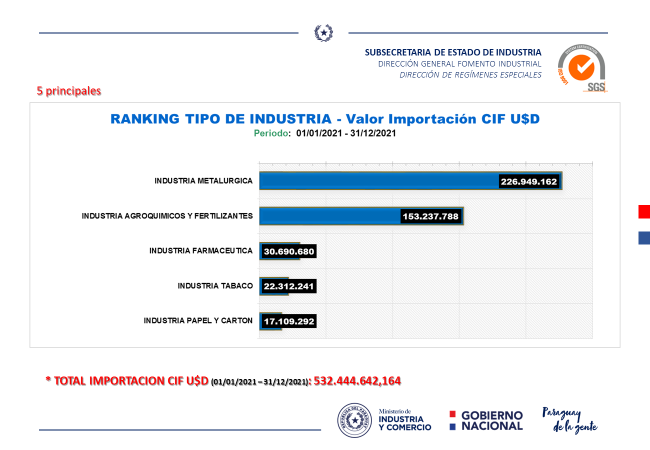 SUBSECRETARIA DE ESTADO DE INDUSTRIA
DIRECCIÓN GENERAL FOMENTO INDUSTRIAL
DIRECCIÓN DE REGÍMENES ESPECIALES
ISO 9001
SGS
5 principales
RANKING TIPO DE INDUSTRIA - Valor Importación CIF U$D
Periodo: 01/01/2021 - 31/12/2021
INDUSTRIA METALURGICA 226.949.162
INDUSTRIA AGROQUIMICOS Y FERTILIZANTES 153.237.788
INDUSTRIA FARMACEUTICA 30.690.680
INDUSTRIA TABACO 22.312.241
INDUSTRIA PAPEL Y CARTON 17.109.292
* TOTAL IMPORTACION CIF U$D (01/01/2021 – 31/12/2021): 532.444.642,164
Ministerio de
INDUSTRIA
Y COMERCIO
GOBIERNO
NACIONAL
Paraguay
de la gente